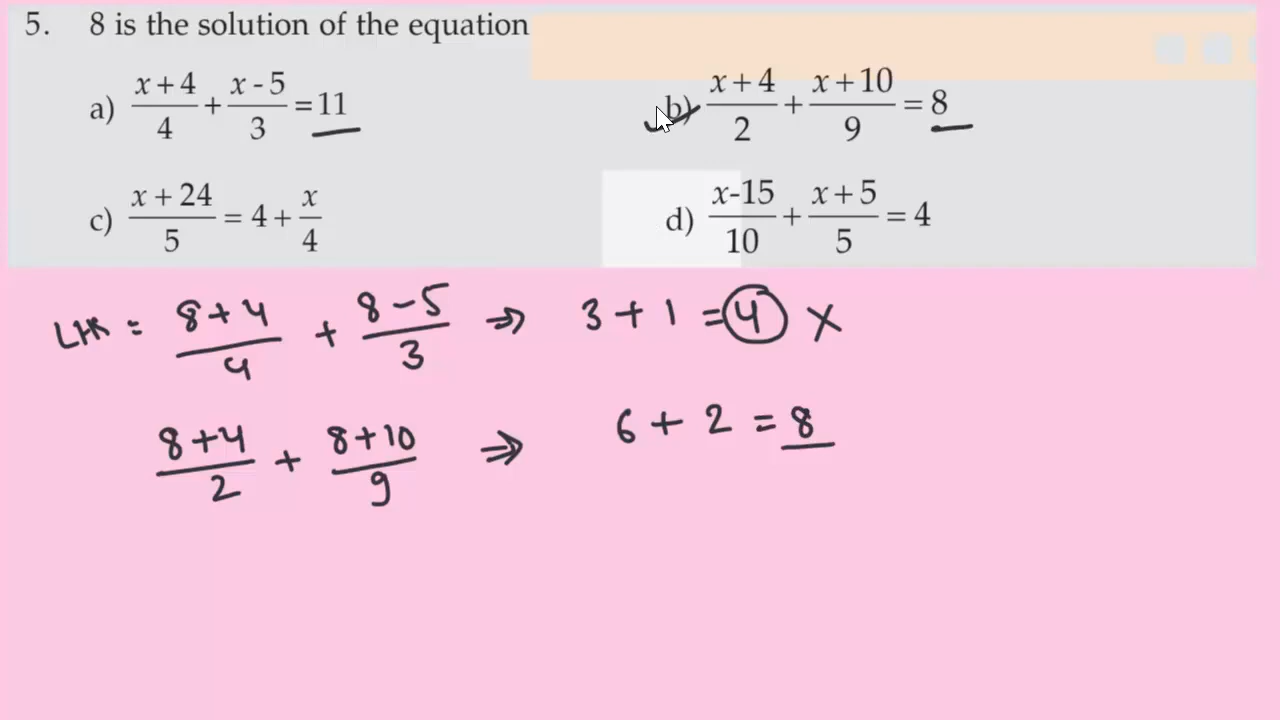 5. 8 is the solution of the equation
a) (x + 4)/4 + (x - 5)/3 = 11
b) (x + 4)/2 + (x + 10)/9 = 8
c) (x + 24)/5 = 4 + x/4
d) (x-15)/10 + (x + 5)/5 = 4
LHS = (8+4)/4 + (8-5)/3 ⇒ 3 + 1 = 4 ×
(8+4)/2 + (8+10)/9 ⇒ 6 + 2 = 8